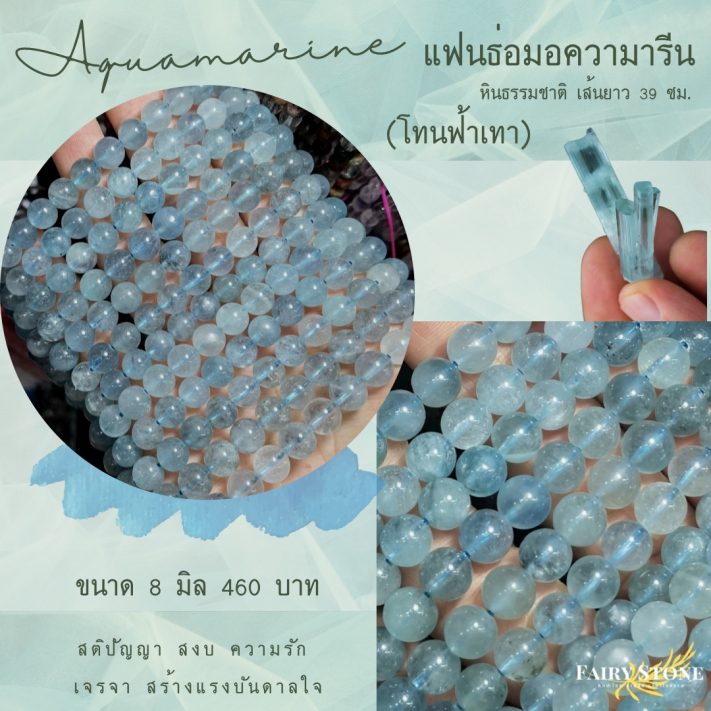 Aquamarine
แฟนธ่อมอความารีน
หินธรรมชาติ เส้นยาว 39 ซม.
(โทนฟ้าเทา)
ขนาด 8 มิล 460 บาท
สติปัญญา สงบ ความรัก
เจรจา สร้างแรงบันดาลใจ
FAIRY STONE